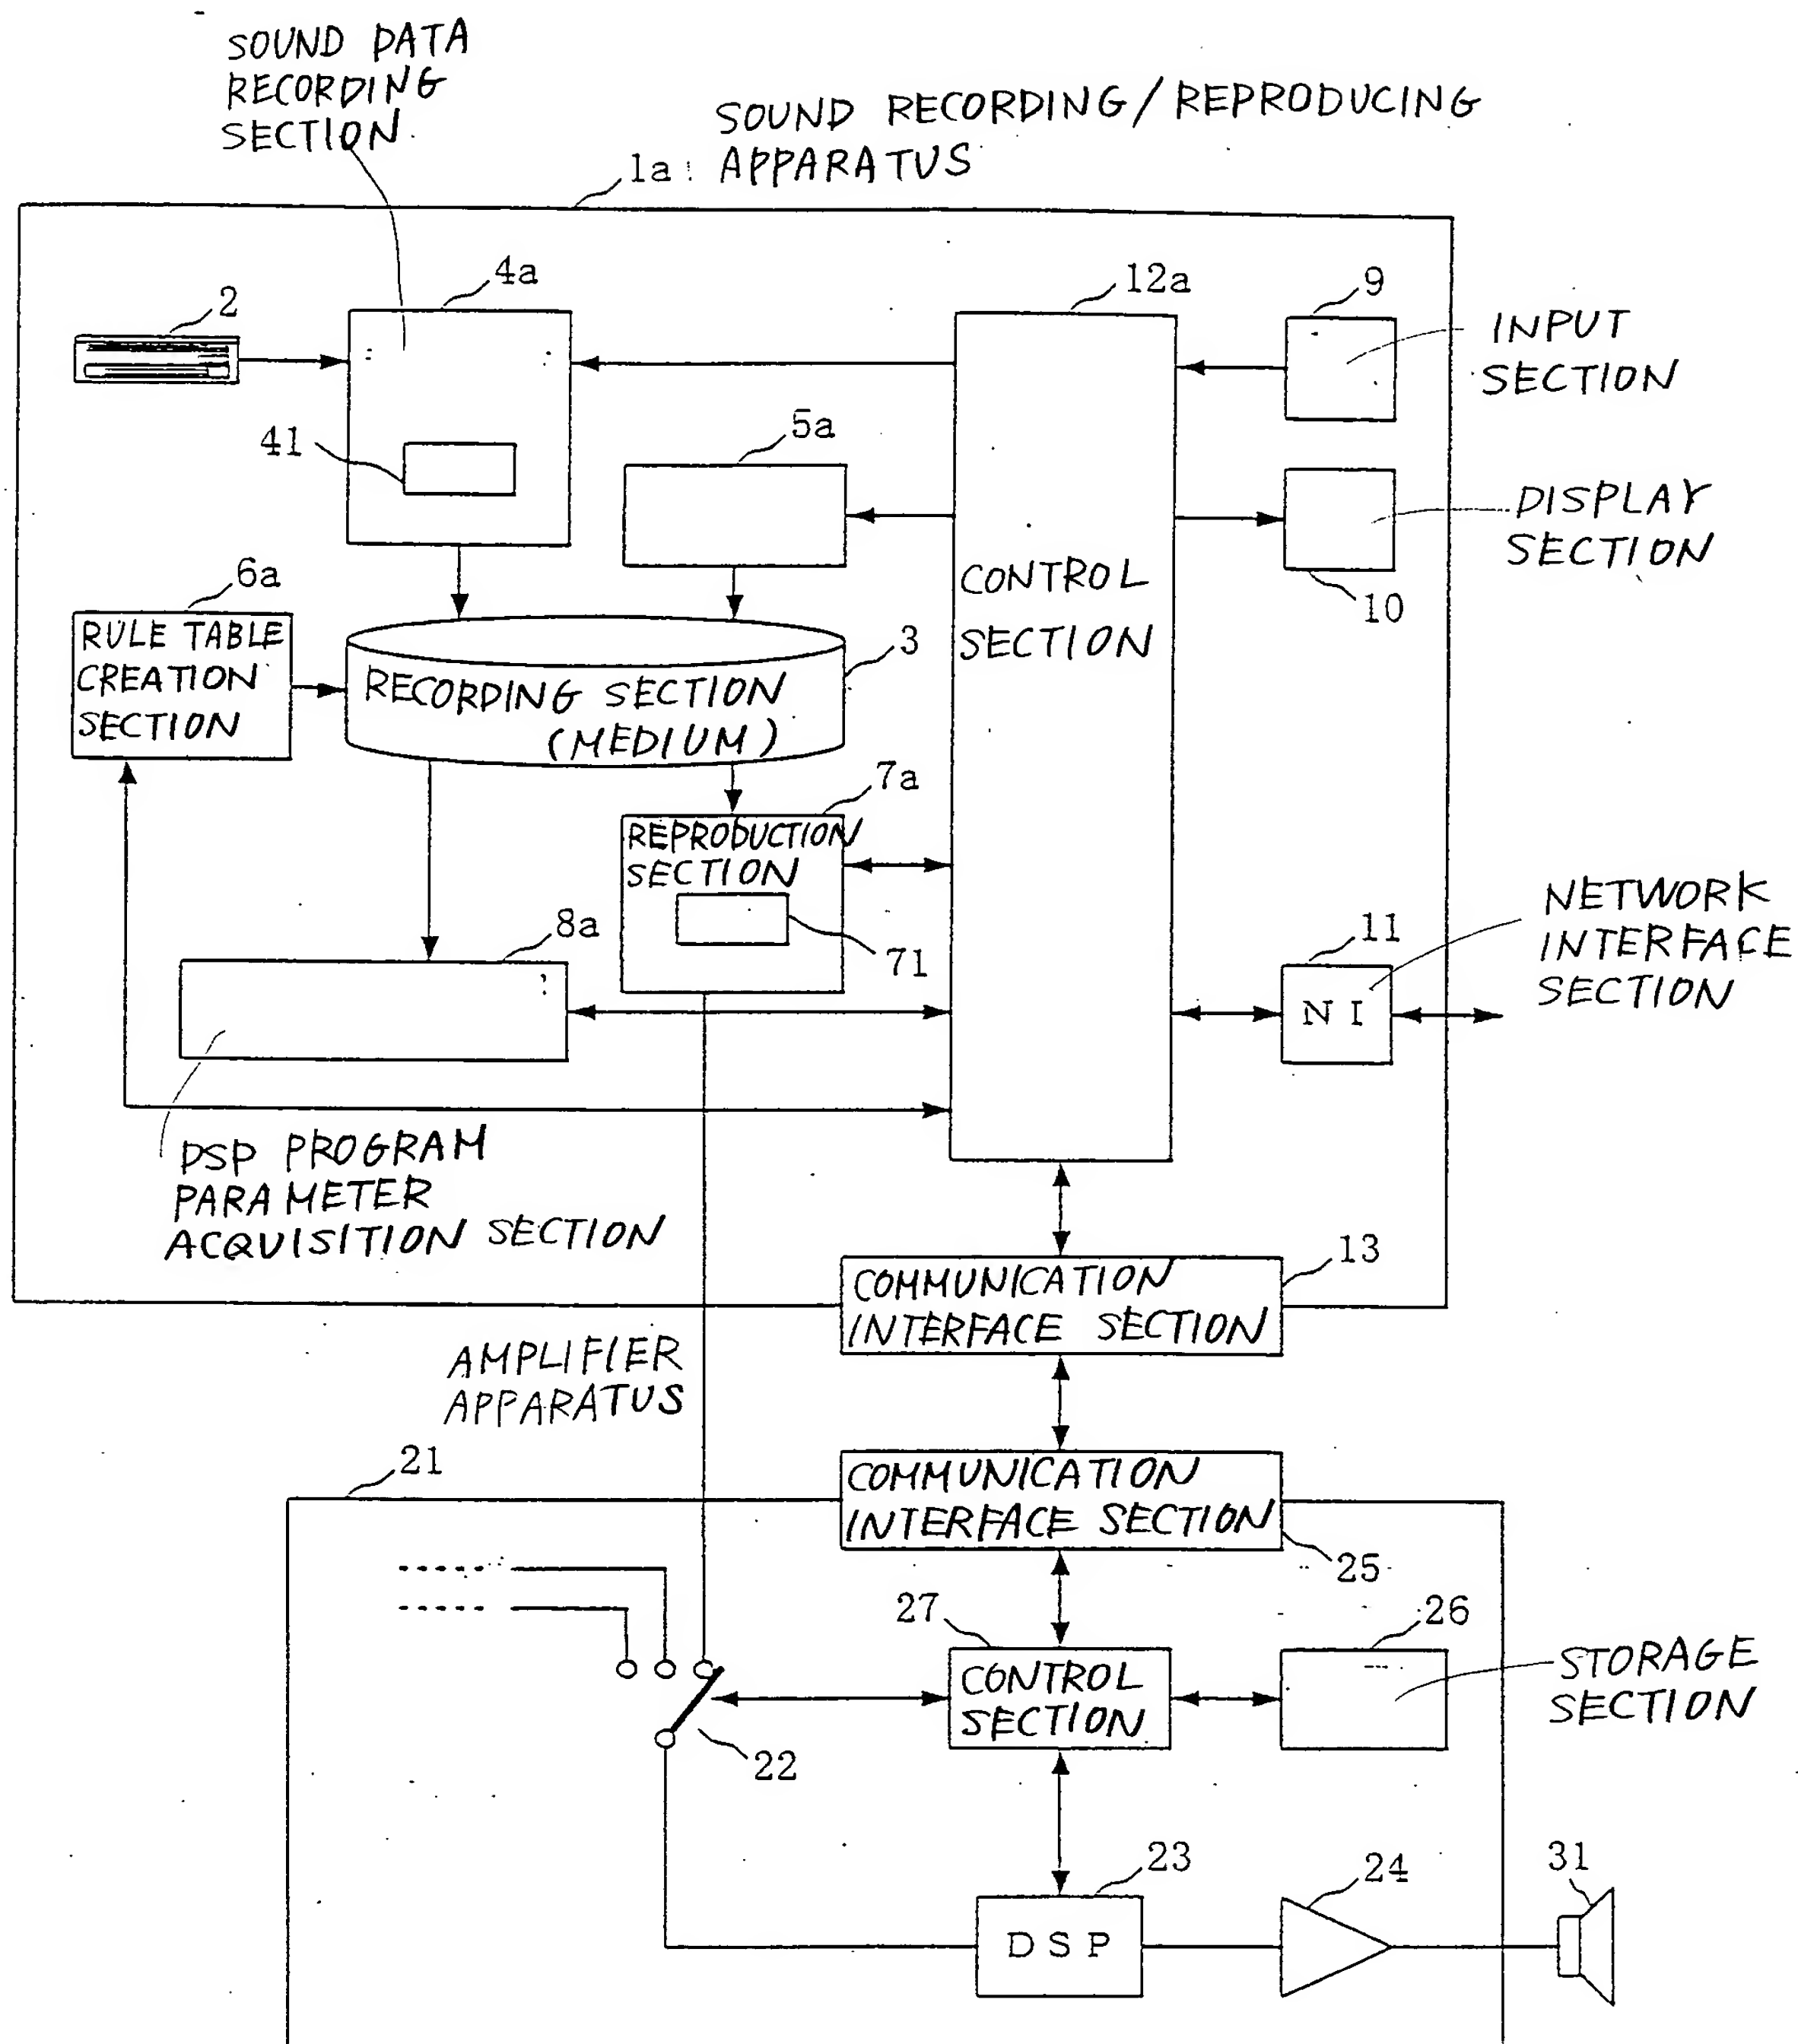 SOUND DATA
RECORDING
SECTION
SOUND RECORDING/REPRODUCING
1a: APPARATUS
2
4a
12a
9
INPUT
SECTION
41
5a
DISPLAY
SECTION
10
CONTROL
SECTION
6a
RULE TABLE
CREATION
SECTION
3
RECORDING SECTION
(MEDIUM)
7a
REPRODUCTION
SECTION
71
8a
11
NETWORK
INTERFACE
SECTION
NI
DSP PROGRAM
PARAMETER
ACQUISITION SECTION
13
COMMUNICATION
INTERFACE SECTION
AMPLIFIER
APPARATUS
21
COMMUNICATION
INTERFACE SECTION
25
27
26
CONTROL
SECTION
STORAGE
SECTION
22
23
24
31
DSP